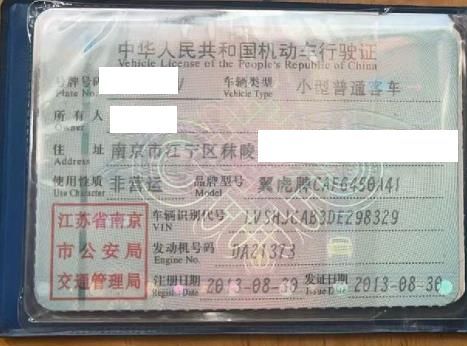 中华人民共和国机动车行驶证
Vehicle License of the People's Republic of China
号牌号码 车辆类型 小型普通客车
Plate No. Vehicle Type
所有人
Owner
住址 南京市江宁区秣陵
Address
使用性质 非营运 品牌型号 翼虎牌CAF6450A41
Use Character Model
江苏省南京 车辆识别代号 LVSHJCAB3DE298329
VIN
市公安局 发动机号码 DA21373
Engine No.
交通管理局 注册日期 2013-08-30 发证日期 2013-08-30
Register Date Issue Date